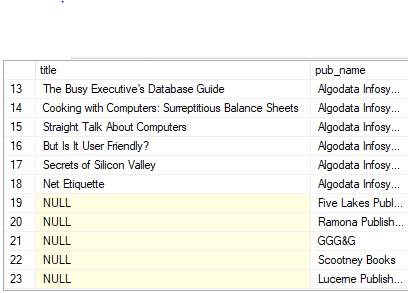 title pub_name
13 The Busy Executive's Database Guide Algodata Infosy...
14 Cooking with Computers: Surreptitious Balance Sheets Algodata Infosy...
15 Straight Talk About Computers Algodata Infosy...
16 But Is It User Friendly? Algodata Infosy...
17 Secrets of Silicon Valley Algodata Infosy...
18 Net Etiquette Algodata Infosy...
19 NULL Five Lakes Publ...
20 NULL Ramona Publish...
21 NULL GGG&G
22 NULL Scootney Books
23 NULL Lucerne Publish...